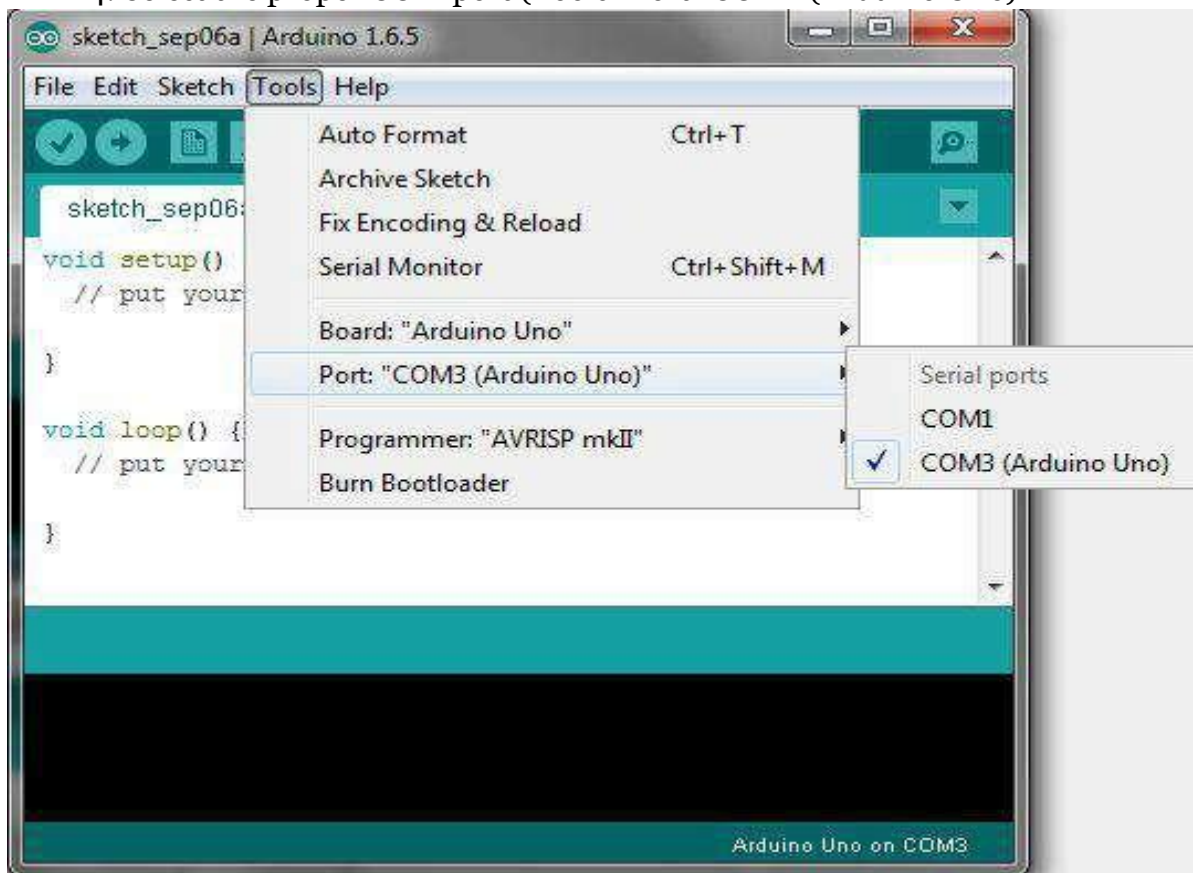 sketch_sep06a | Arduino 1.6.5
File Edit Sketch Tools Help
Auto Format Ctrl+T
Archive Sketch
Fix Encoding & Reload
Serial Monitor Ctrl+Shift+M
Board: "Arduino Uno"
Port: "COM3 (Arduino Uno)"
Programmer: "AVRISP mkII"
Burn Bootloader
Serial ports
COM1
COM3 (Arduino Uno)
sketch_sep06
void setup()
// put your
}
void loop() {
// put your
}
Arduino Uno on COM3